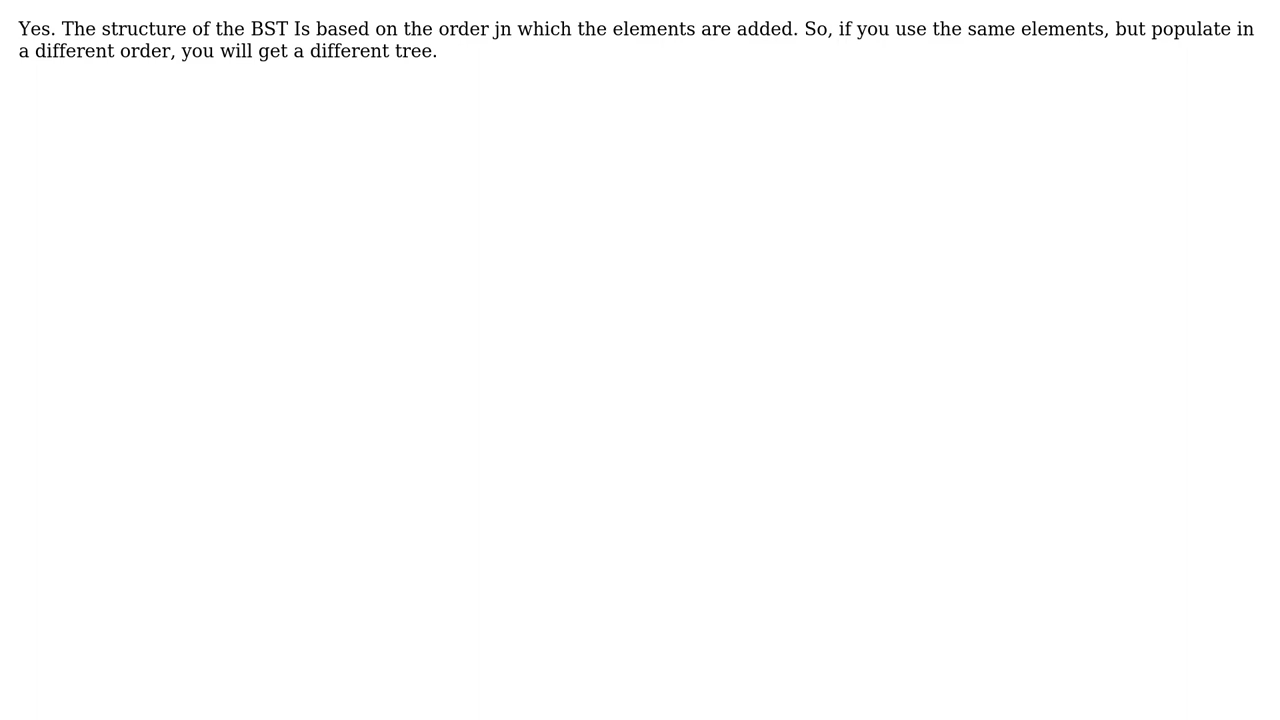 Yes. The structure of the BST Is based on the order jn which the elements are added. So, if you use the same elements, but populate in
a different order, you will get a different tree.